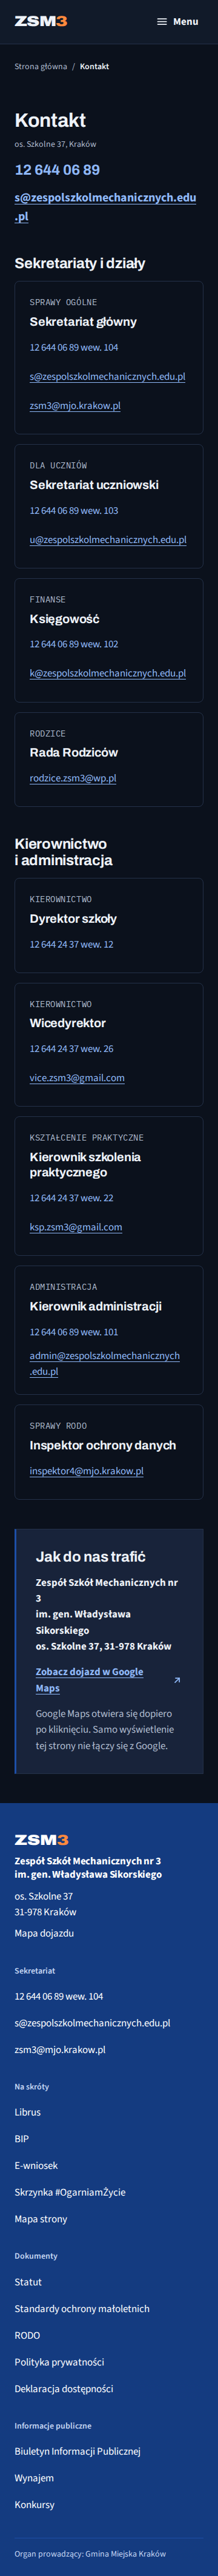 ZSM3
Menu
Strona główna / Kontakt
Kontakt
os. Szkolne 37, Kraków
12 644 06 89
s@zespolszkolmechanicznych.edu
.pl
Sekretariaty i działy
SPRAWY OGÓLNE
Sekretariat główny
12 644 06 89 wew. 104
s@zespolszkolmechanicznych.edu.pl
zsm3@mjo.krakow.pl
DLA UCZNIÓW
Sekretariat uczniowski
12 644 06 89 wew. 103
u@zespolszkolmechanicznych.edu.pl
FINANSE
Księgowość
12 644 06 89 wew. 102
k@zespolszkolmechanicznych.edu.pl
RODZICE
Rada Rodziców
rodzice.zsm3@wp.pl
Kierownictwo
i administracja
KIEROWNICTWO
Dyrektor szkoły
12 644 24 37 wew. 12
KIEROWNICTWO
Wicedyrektor
12 644 24 37 wew. 26
vice.zsm3@gmail.com
KSZTAŁCENIE PRAKTYCZNE
Kierownik szkolenia
praktycznego
12 644 24 37 wew. 22
ksp.zsm3@gmail.com
ADMINISTRACJA
Kierownik administracji
12 644 06 89 wew. 101
admin@zespolszkolmechanicznych
.edu.pl
SPRAWY RODO
Inspektor ochrony danych
inspektor4@mjo.krakow.pl
Jak do nas trafić
Zespół Szkół Mechanicznych nr
3
im. gen. Władysława
Sikorskiego
os. Szkolne 37, 31-978 Kraków
Zobacz dojazd w Google
Maps
Google Maps otwiera się dopiero
po kliknięciu. Samo wyświetlenie
tej strony nie łączy się z Google.
ZSM3
Zespół Szkół Mechanicznych nr 3
im. gen. Władysława Sikorskiego
os. Szkolne 37
31-978 Kraków
Mapa dojazdu
Sekretariat
12 644 06 89 wew. 104
s@zespolszkolmechanicznych.edu.pl
zsm3@mjo.krakow.pl
Na skróty
Librus
BIP
E-wniosek
Skrzynka #OgarniamŻycie
Mapa strony
Dokumenty
Statut
Standardy ochrony małoletnich
RODO
Polityka prywatności
Deklaracja dostępności
Informacje publiczne
Biuletyn Informacji Publicznej
Wynajem
Konkursy
Organ prowadzący: Gmina Miejska Kraków